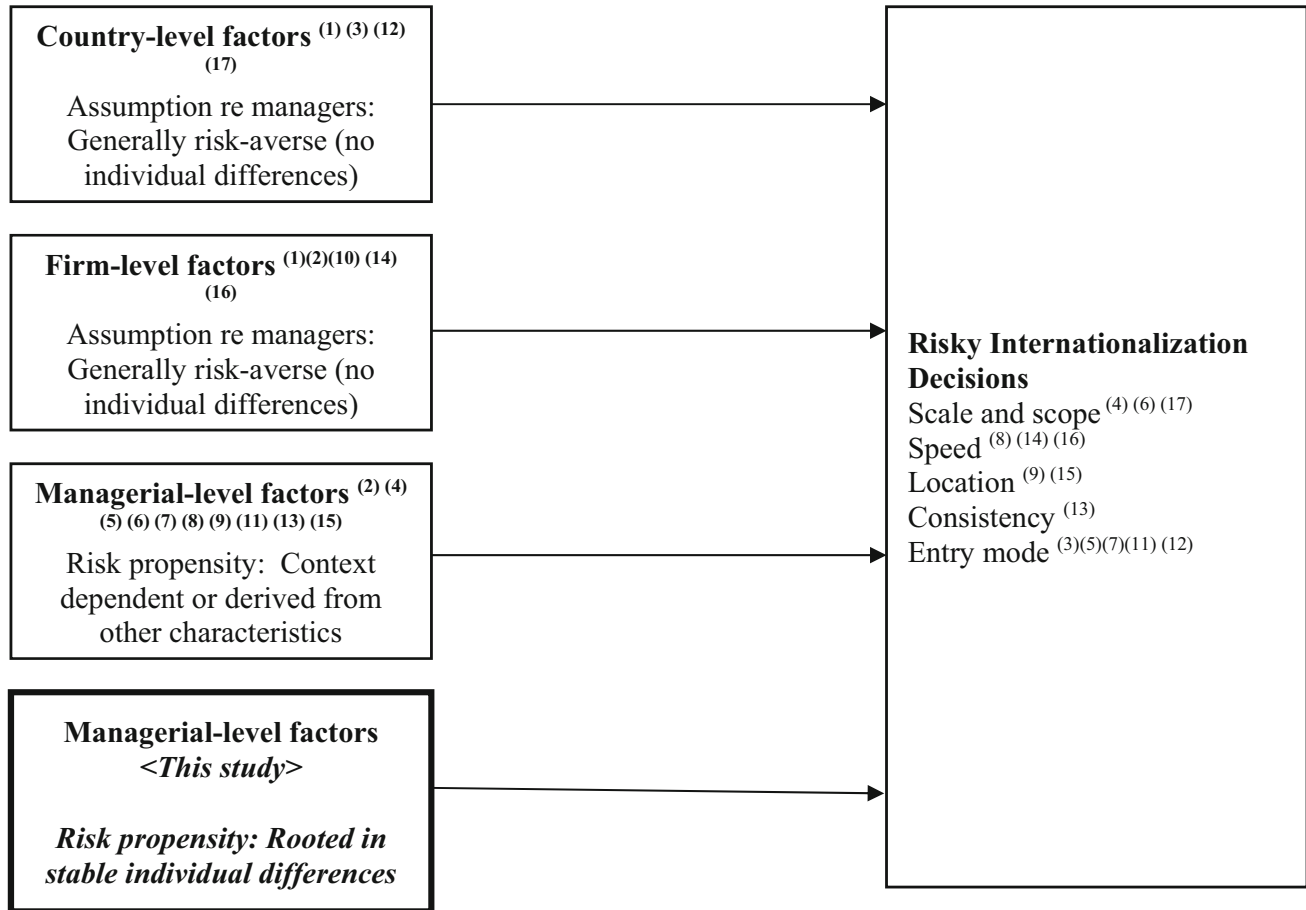 Country-level factors (1) (3) (12)
(17)
Assumption re managers:
Generally risk-averse (no
individual differences)
Firm-level factors (1)(2)(10) (14)
(16)
Assumption re managers:
Generally risk-averse (no
individual differences)
Managerial-level factors (2) (4)
(5) (6) (7) (8) (9) (11) (13) (15)
Risk propensity: Context
dependent or derived from
other characteristics
Managerial-level factors
<This study>
Risk propensity: Rooted in
stable individual differences
Risky Internationalization
Decisions
Scale and scope (4) (6) (17)
Speed (8) (14) (16)
Location (9) (15)
Consistency (13)
Entry mode (3)(5)(7)(11) (12)